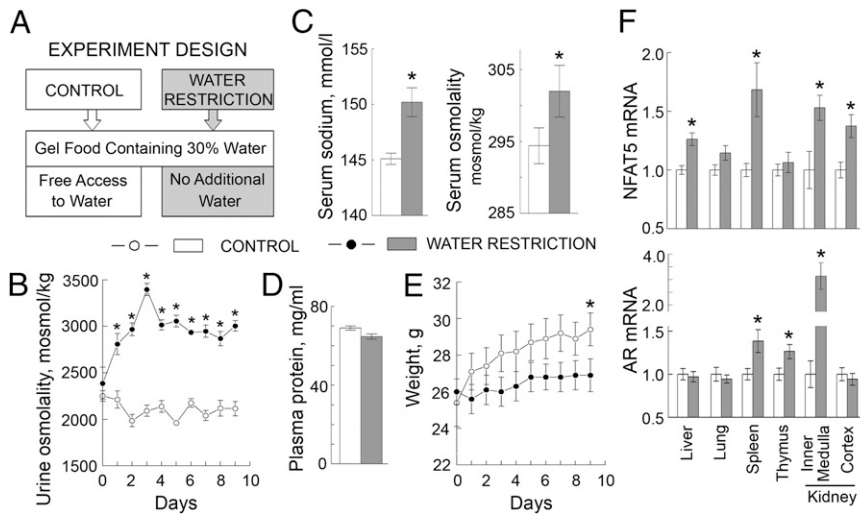 A
EXPERIMENT DESIGN
CONTROL
WATER
RESTRICTION
Gel Food Containing 30% Water
Free Access
to Water
No Additional
Water
C
Serum sodium, mmol/l
155
150
145
140
*
Serum osmolality
mosmol/kg
305
295
285
*
CONTROL
WATER RESTRICTION
B
Urine osmolality, mosmol/kg
3500
3000
2500
2000
1500
* * * * * * * * *
0 2 4 6 8 10
Days
D
Plasma protein, mg/ml
80
60
40
20
0
E
Weight, g
32
30
28
26
24
22
*
0 2 4 6 8 10
Days
F
NFAT5 mRNA
2.0
1.5
1.0
0.5
* * * *
AR mRNA
4.0
2.0
1.5
1.0
0.5
* * *
Liver
Lung
Spleen
Thymus
Inner
Medulla
Cortex
Kidney